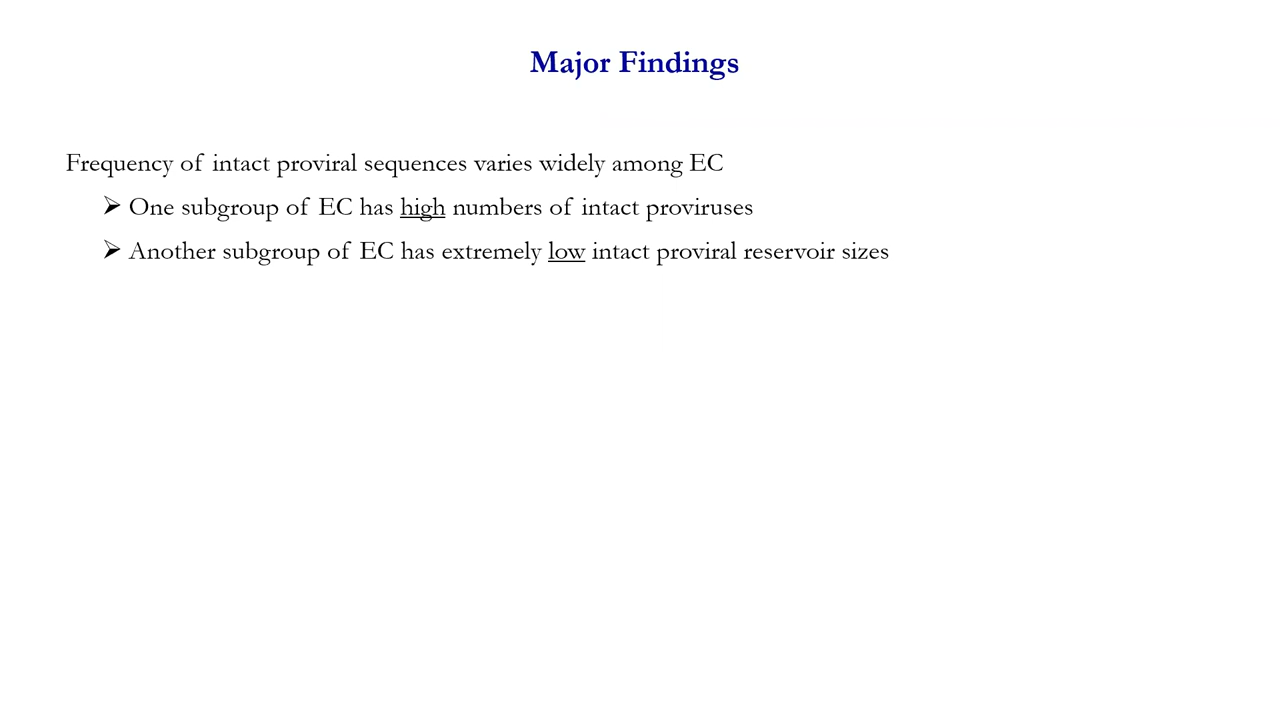 Major Findings
Frequency of intact proviral sequences varies widely among EC
➢ One subgroup of EC has high numbers of intact proviruses
➢ Another subgroup of EC has extremely low intact proviral reservoir sizes